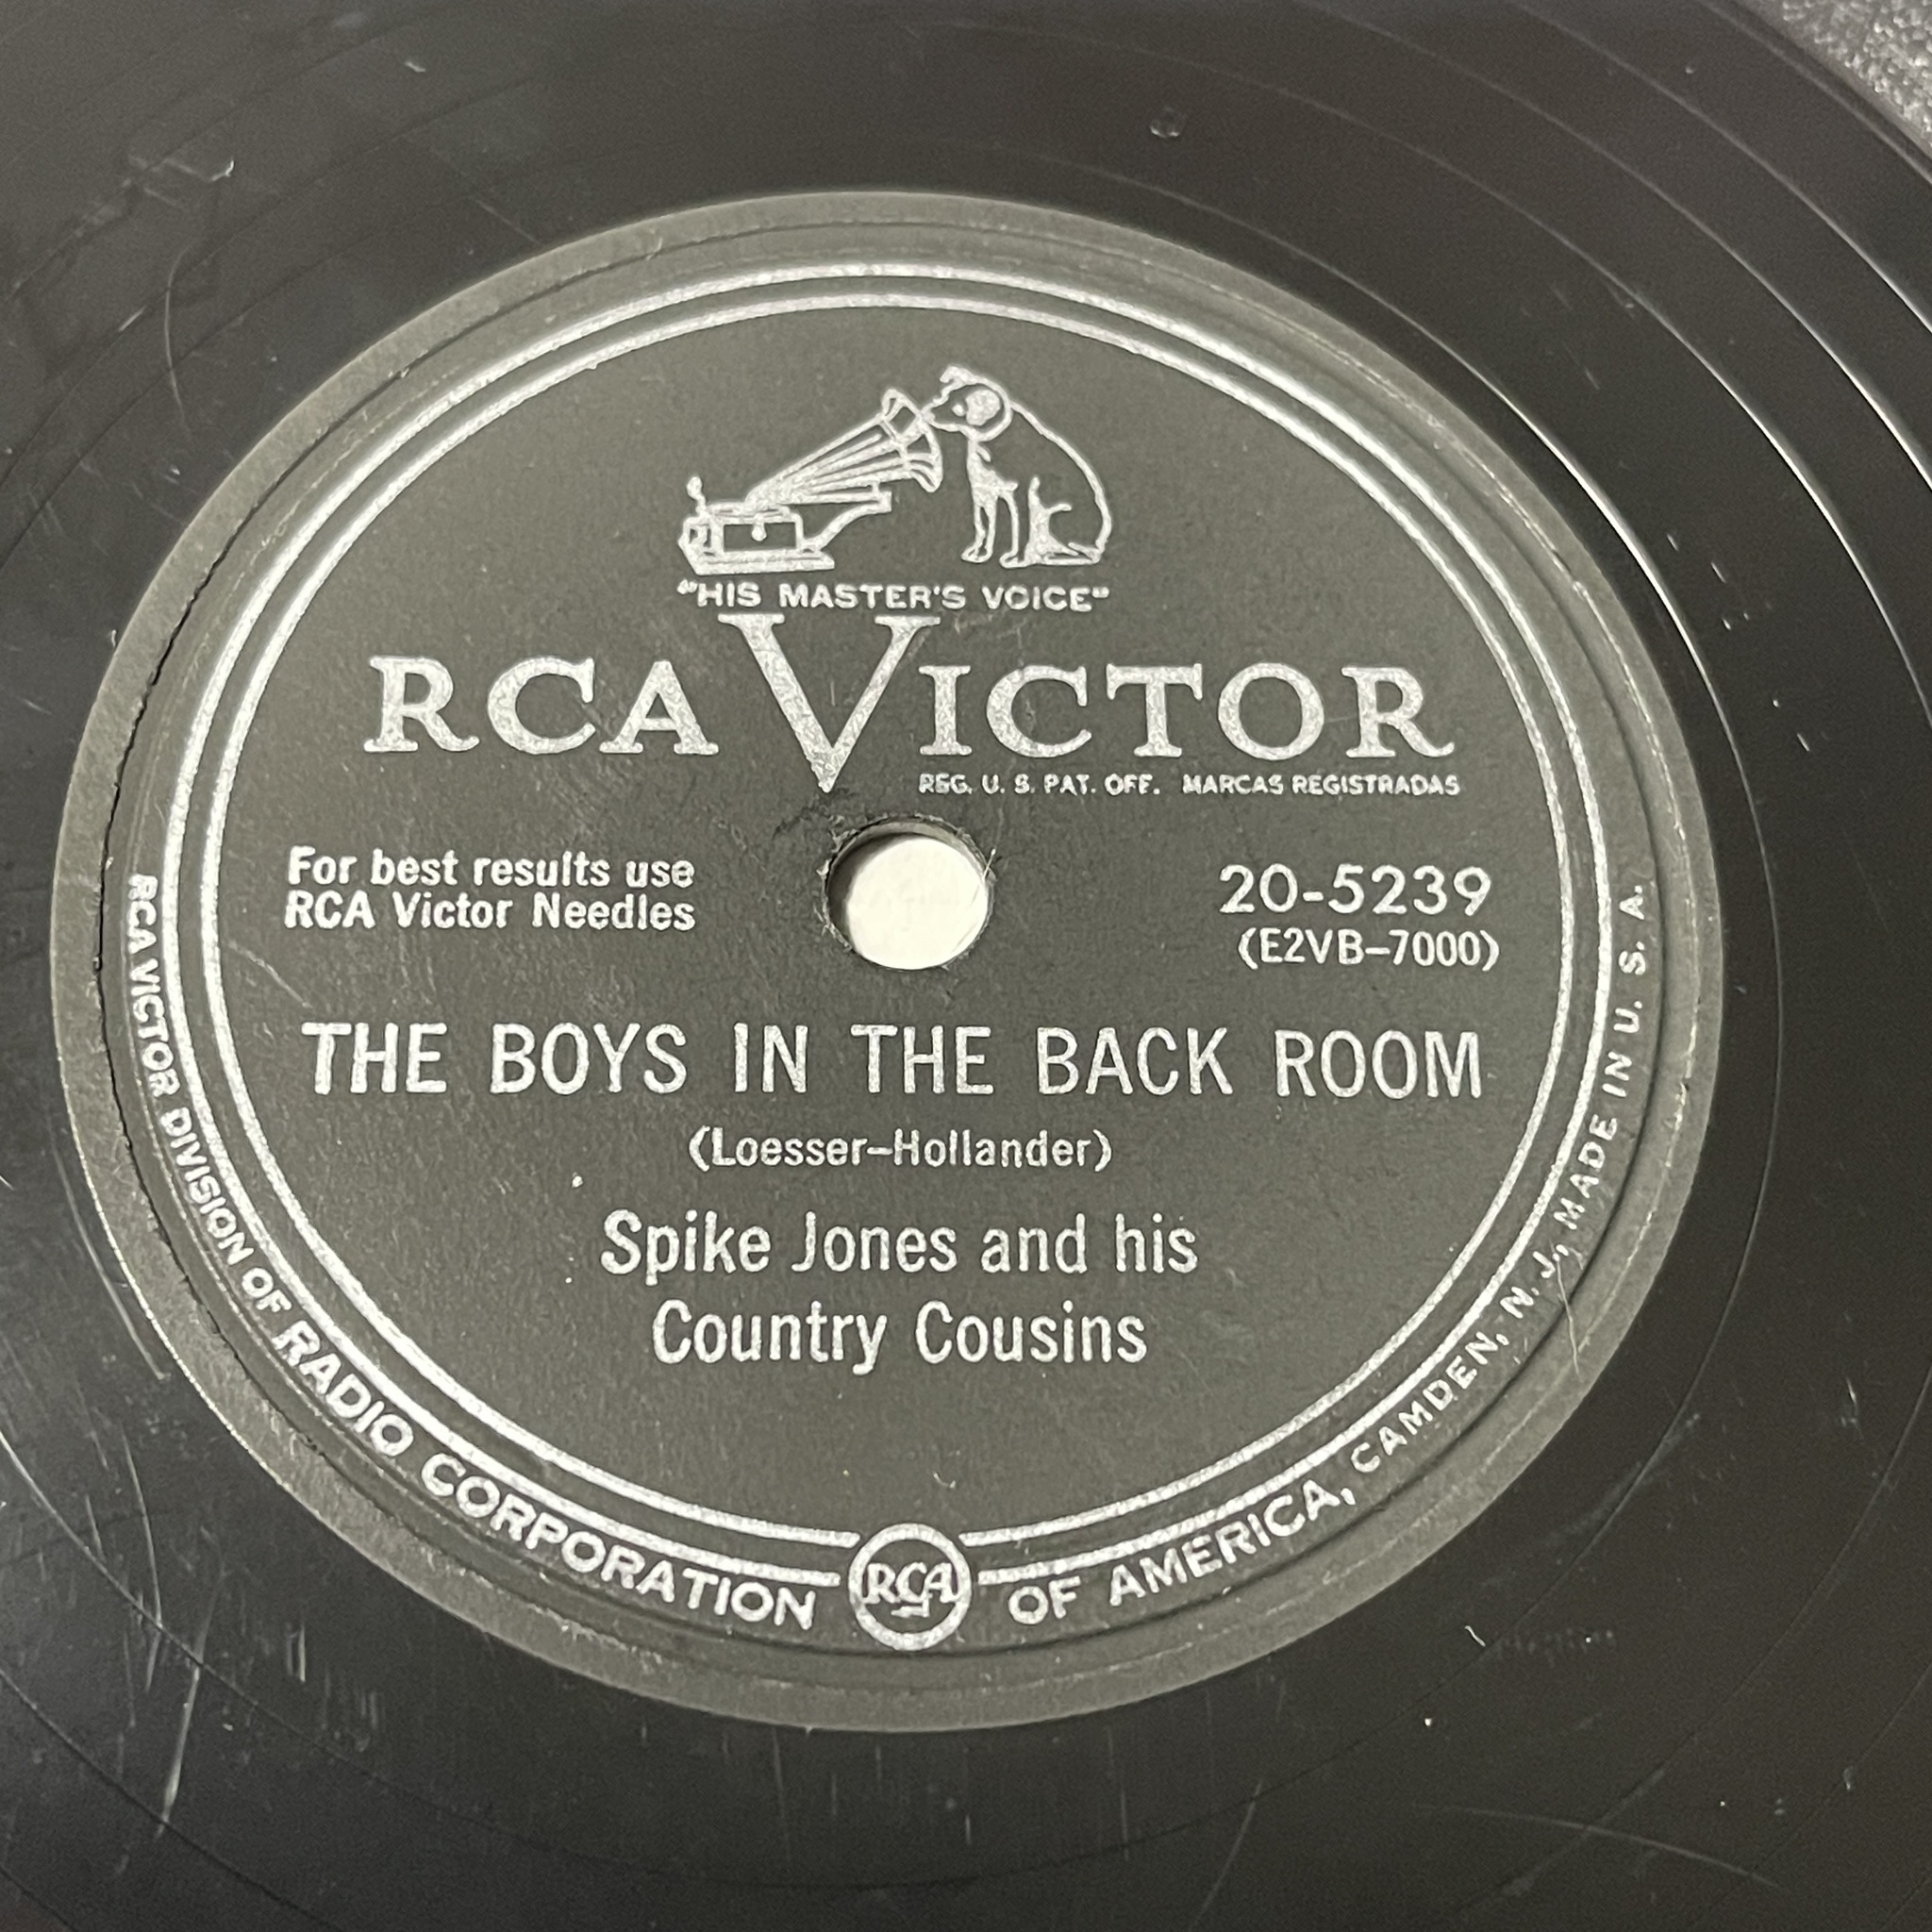 "HIS MASTER'S VOICE"
RCA VICTOR
REG. U. S. PAT. OFF. MARCAS REGISTRADAS
For best results use
RCA Victor Needles
20-5239
(E2VB-7000)
THE BOYS IN THE BACK ROOM
(Loesser-Hollander)
Spike Jones and his
Country Cousins
RCA VICTOR DIVISION OF RADIO CORPORATION OF AMERICA, CAMDEN, N. J., MADE IN U. S. A.
RCA